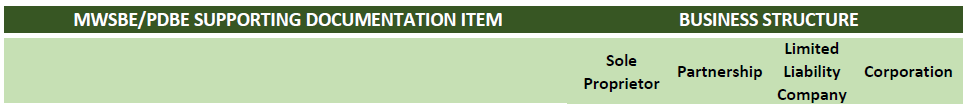 MWSBE/PDBE SUPPORTING DOCUMENTATION ITEM BUSINESS STRUCTURE
Sole Proprietor
Partnership
Limited Liability Company
Corporation